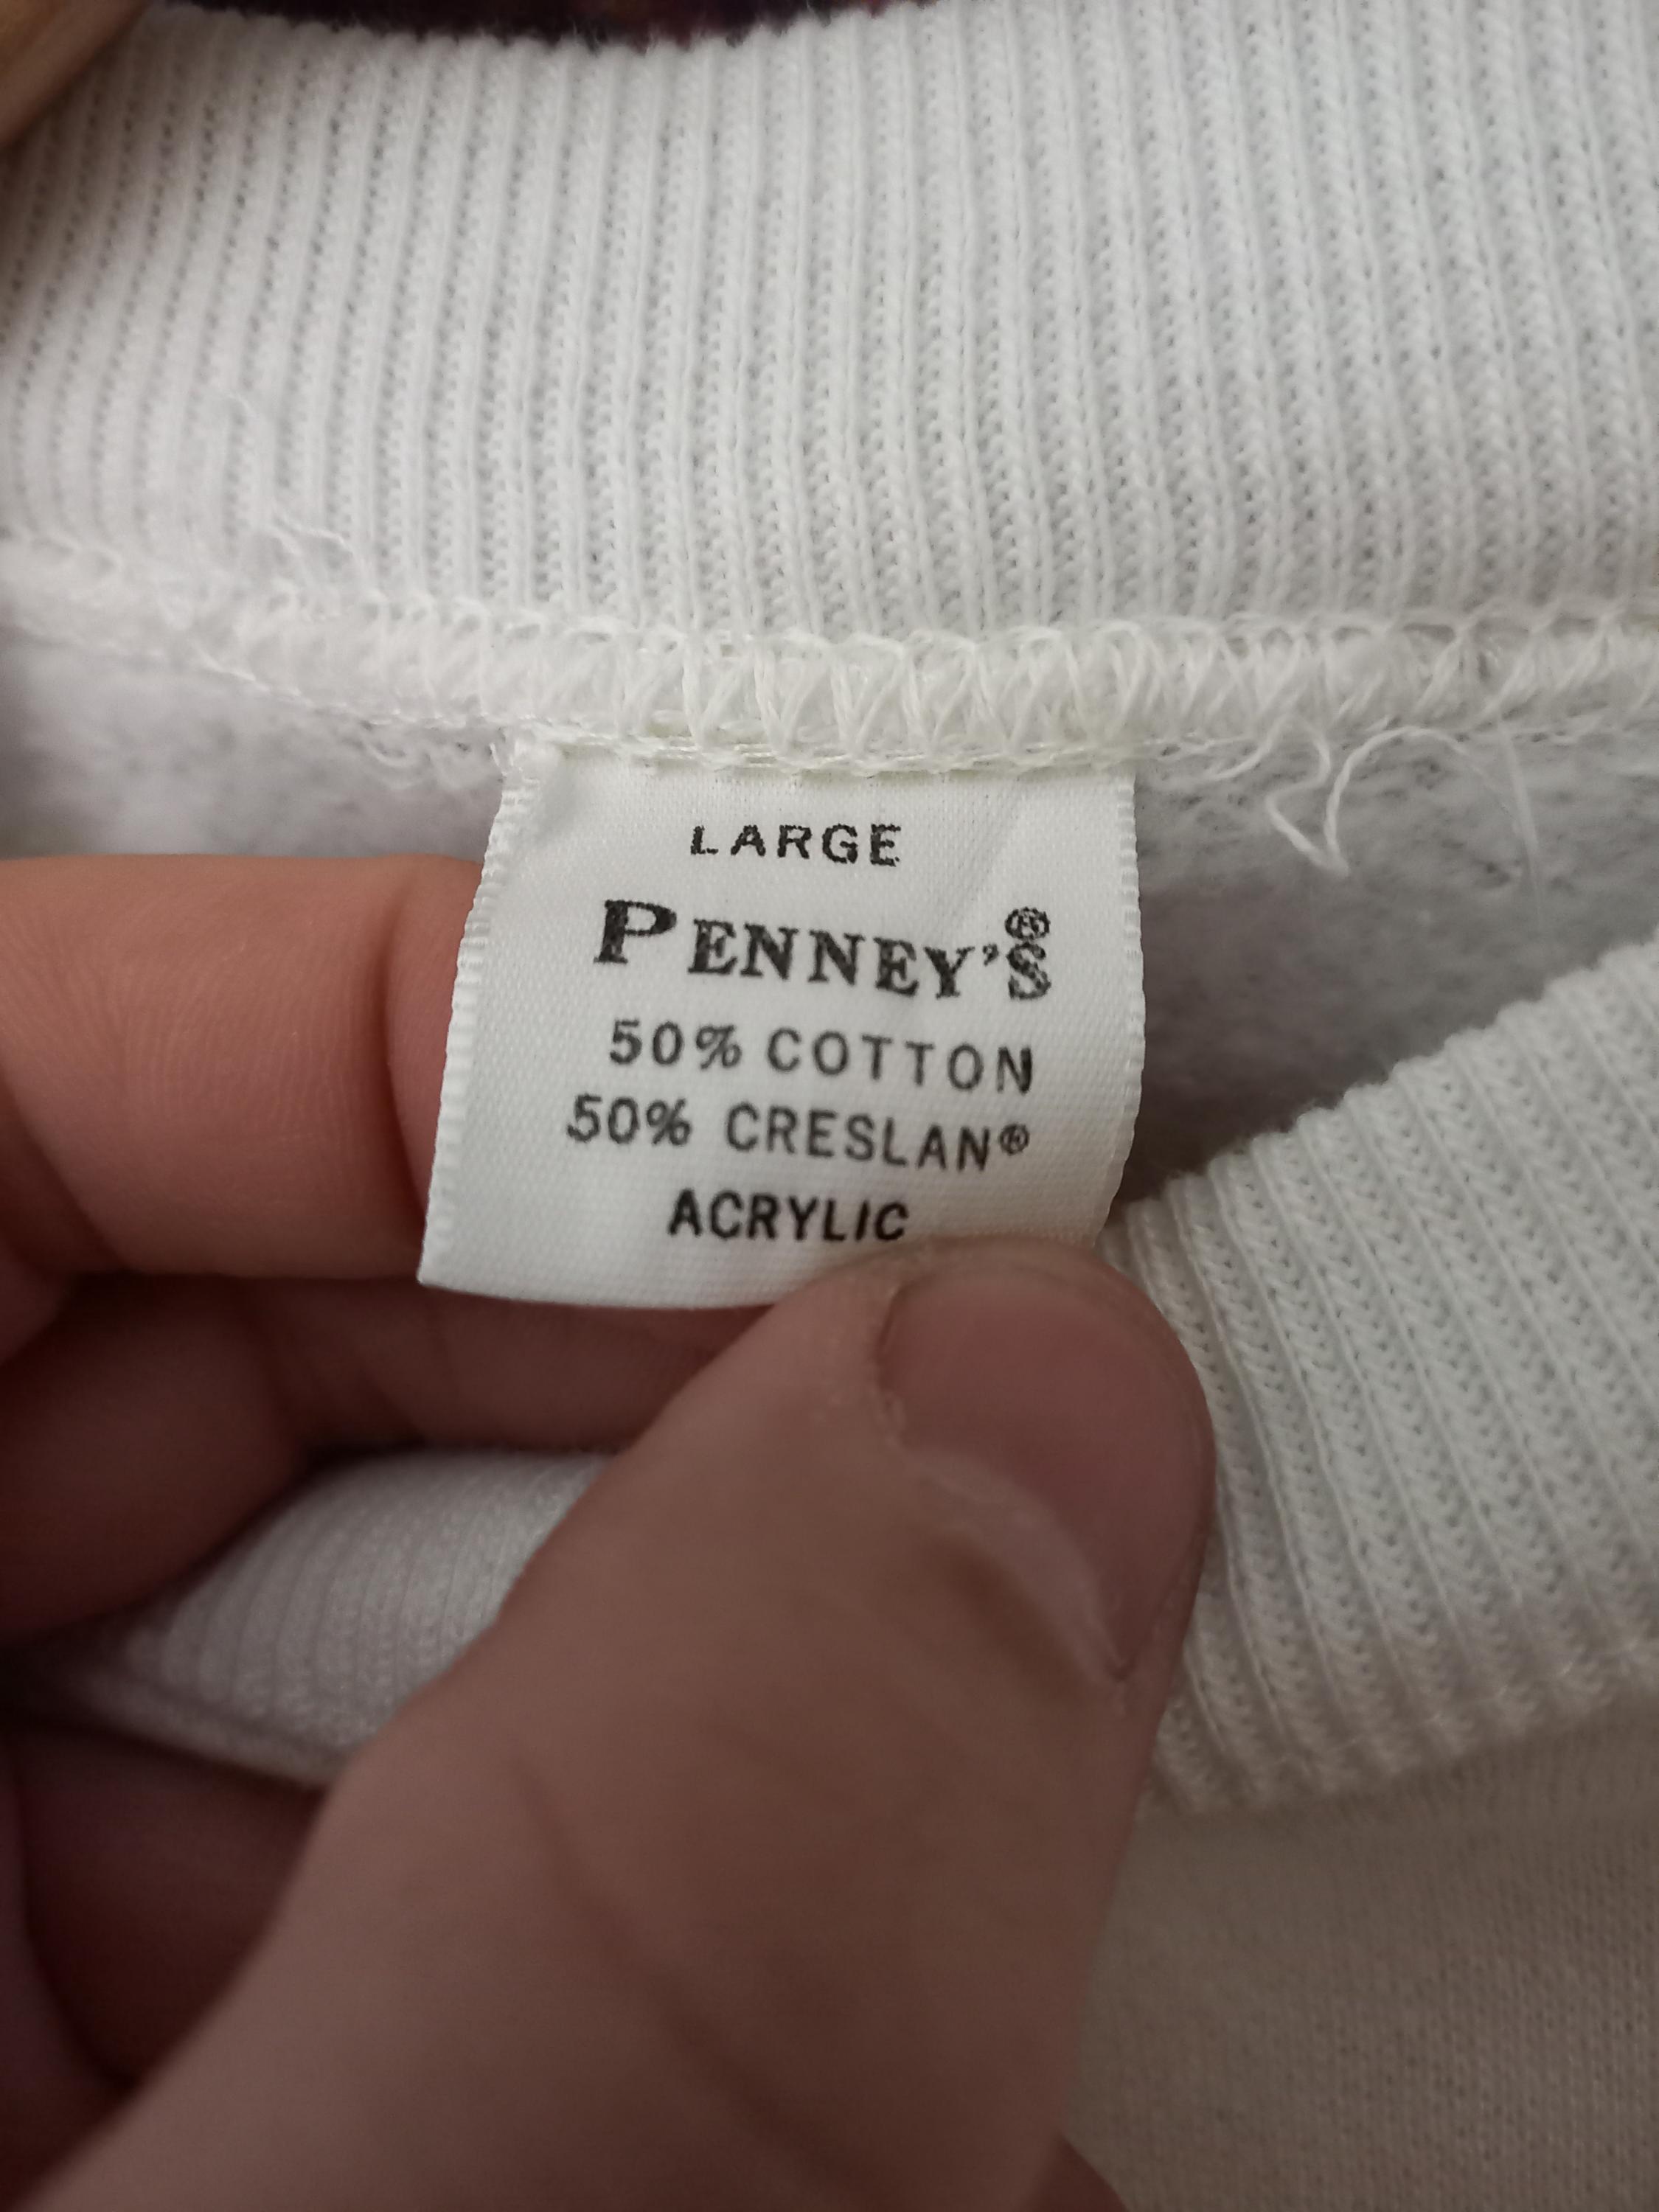 LARGE
PENNEY'S®
50% COTTON
50% CRESLAN®
ACRYLIC